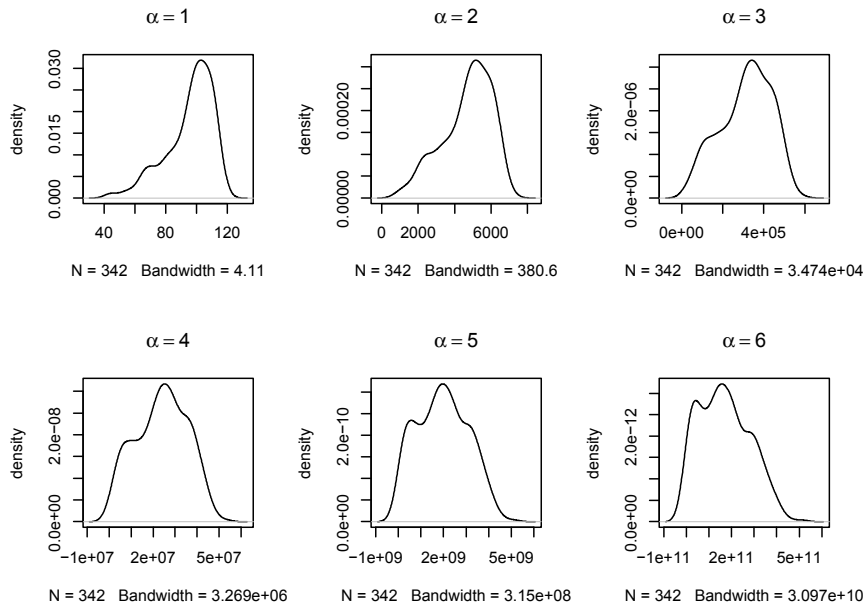 α = 1
density
0.000
0.015
0.030
40
80
120
N = 342 Bandwidth = 4.11
α = 2
density
0.00000
0.00020
0
2000
6000
N = 342 Bandwidth = 380.6
α = 3
density
0.0e+00
2.0e−06
0e+00
4e+05
N = 342 Bandwidth = 3.474e+04
α = 4
density
0.0e+00
2.0e−08
−1e+07
2e+07
5e+07
N = 342 Bandwidth = 3.269e+06
α = 5
density
0.0e+00
2.0e−10
−1e+09
2e+09
5e+09
N = 342 Bandwidth = 3.15e+08
α = 6
density
0.0e+00
2.0e−12
−1e+11
2e+11
5e+11
N = 342 Bandwidth = 3.097e+10